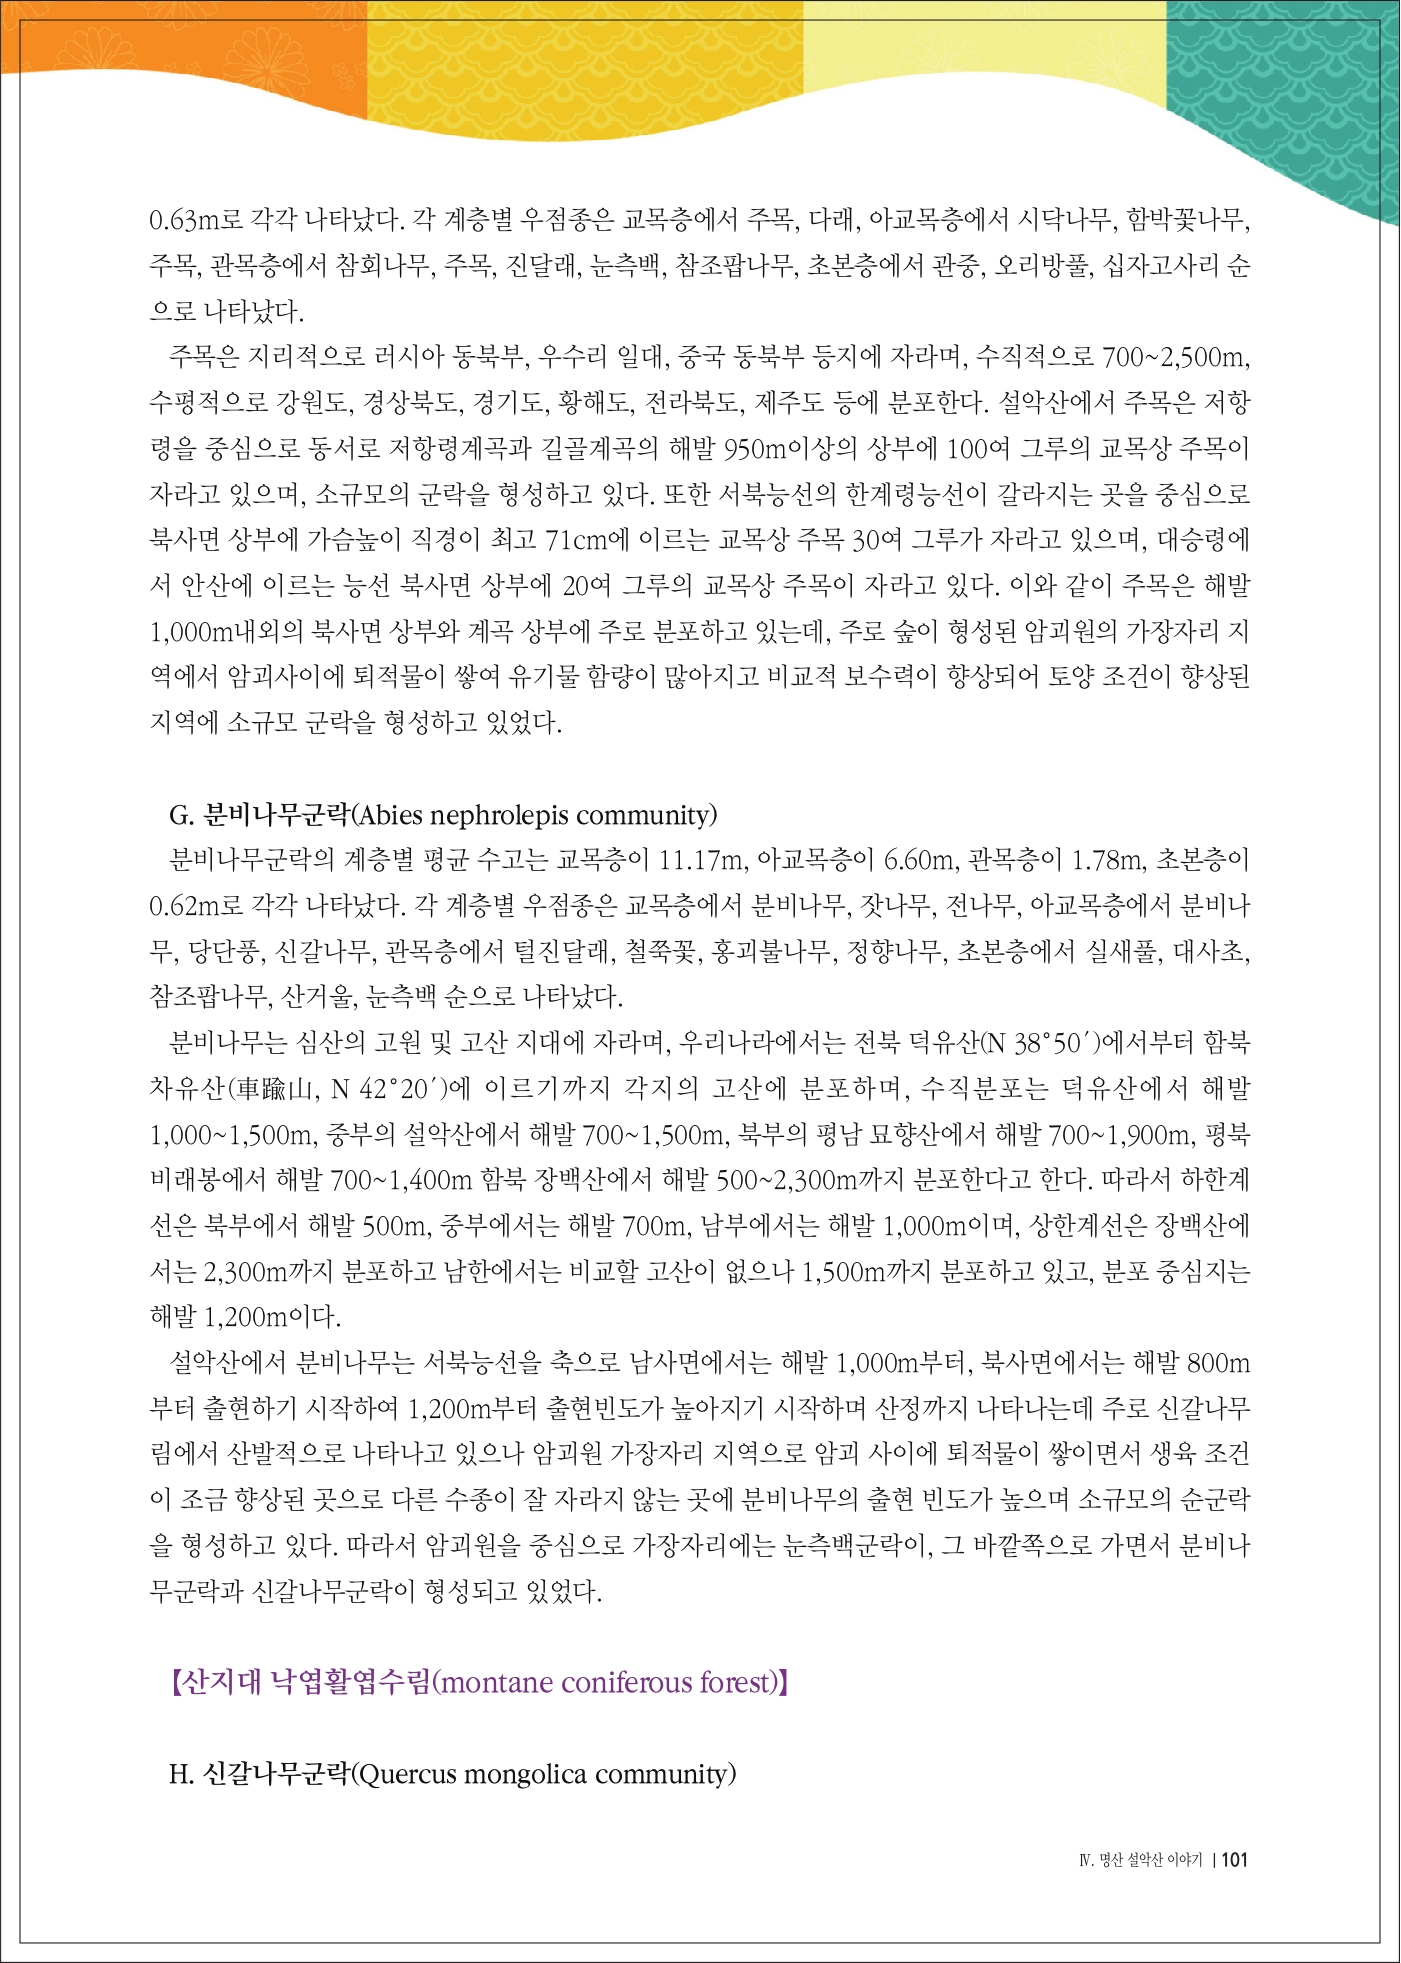 0.63m로 각각 나타났다. 각 계층별 우점종은 교목층에서 주목, 다래, 아교목층에서 시닥나무, 함박꽃나무,
주목, 관목층에서 참회나무, 주목, 진달래, 눈측백, 참조팝나무, 초본층에서 관중, 오리방풀, 십자고사리 순
으로 나타났다.
주목은 지리적으로 러시아 동북부, 우수리 일대, 중국 동북부 등지에 자라며, 수직적으로 700~2,500m,
수평적으로 강원도, 경상북도, 경기도, 황해도, 전라북도, 제주도 등에 분포한다. 설악산에서 주목은 저항
령을 중심으로 동서로 저항령계곡과 길골계곡의 해발 950m이상의 상부에 100여 그루의 교목상 주목이
자라고 있으며, 소규모의 군락을 형성하고 있다. 또한 서북능선의 한계령능선이 갈라지는 곳을 중심으로
북사면 상부에 가슴높이 직경이 최고 71cm에 이르는 교목상 주목 30여 그루가 자라고 있으며, 대승령에
서 안산에 이르는 능선 북사면 상부에 20여 그루의 교목상 주목이 자라고 있다. 이와 같이 주목은 해발
1,000m내외의 북사면 상부와 계곡 상부에 주로 분포하고 있는데, 주로 숲이 형성된 암괴원의 가장자리 지
역에서 암괴사이에 퇴적물이 쌓여 유기물 함량이 많아지고 비교적 보수력이 향상되어 토양 조건이 향상된
지역에 소규모 군락을 형성하고 있었다.
G. 분비나무군락(Abies nephrolepis community)
분비나무군락의 계층별 평균 수고는 교목층이 11.17m, 아교목층이 6.60m, 관목층이 1.78m, 초본층이
0.62m로 각각 나타났다. 각 계층별 우점종은 교목층에서 분비나무, 잣나무, 전나무, 아교목층에서 분비나
무, 당단풍, 신갈나무, 관목층에서 털진달래, 철쭉꽃, 홍괴불나무, 정향나무, 초본층에서 실새풀, 대사초,
참조팝나무, 산거울, 눈측백 순으로 나타났다.
분비나무는 심산의 고원 및 고산 지대에 자라며, 우리나라에서는 전북 덕유산(N 38°50´)에서부터 함북
차유산(車踰山, N 42°20´)에 이르기까지 각지의 고산에 분포하며, 수직분포는 덕유산에서 해발
1,000~1,500m, 중부의 설악산에서 해발 700~1,500m, 북부의 평남 묘향산에서 해발 700~1,900m, 평북
비래봉에서 해발 700~1,400m 함북 장백산에서 해발 500~2,300m까지 분포한다고 한다. 따라서 하한계
선은 북부에서 해발 500m, 중부에서는 해발 700m, 남부에서는 해발 1,000m이며, 상한계선은 장백산에
서는 2,300m까지 분포하고 남한에서는 비교할 고산이 없으나 1,500m까지 분포하고 있고, 분포 중심지는
해발 1,200m이다.
설악산에서 분비나무는 서북능선을 축으로 남사면에서는 해발 1,000m부터, 북사면에서는 해발 800m
부터 출현하기 시작하여 1,200m부터 출현빈도가 높아지기 시작하며 산정까지 나타나는데 주로 신갈나무
림에서 산발적으로 나타나고 있으나 암괴원 가장자리 지역으로 암괴 사이에 퇴적물이 쌓이면서 생육 조건
이 조금 향상된 곳으로 다른 수종이 잘 자라지 않는 곳에 분비나무의 출현 빈도가 높으며 소규모의 순군락
을 형성하고 있다. 따라서 암괴원을 중심으로 가장자리에는 눈측백군락이, 그 바깥쪽으로 가면서 분비나
무군락과 신갈나무군락이 형성되고 있었다.
【산지대 낙엽활엽수림(montane coniferous forest)】
H. 신갈나무군락(Quercus mongolica community)
Ⅳ. 명산 설악산 이야기 | 101